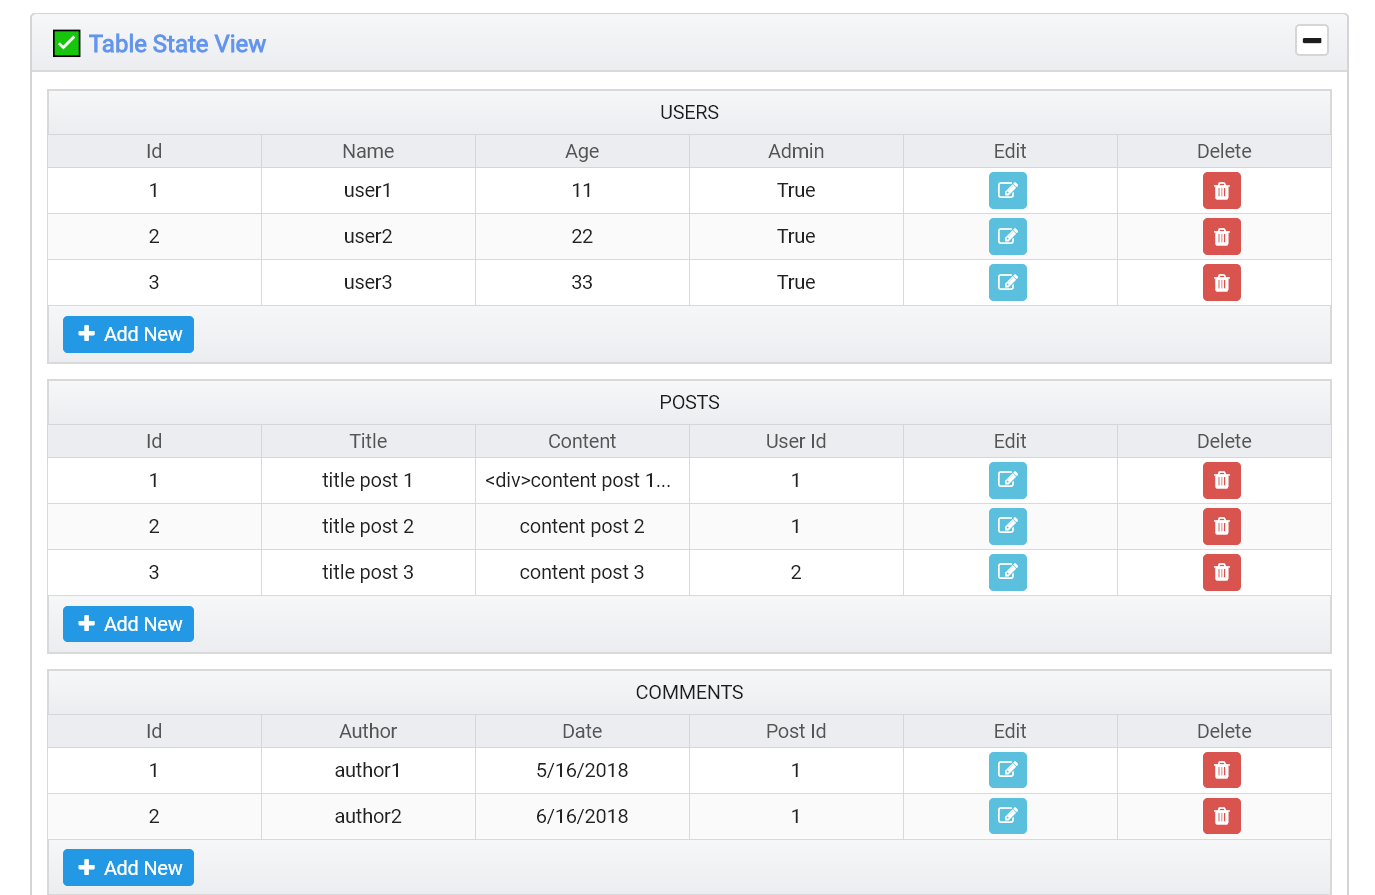 Table State View
USERS
Id Name Age Admin Edit Delete
1 user1 11 True
2 user2 22 True
3 user3 33 True
Add New
POSTS
Id Title Content User Id Edit Delete
1 title post 1 <div>content post 1... 1
2 title post 2 content post 2 1
3 title post 3 content post 3 2
Add New
COMMENTS
Id Author Date Post Id Edit Delete
1 author1 5/16/2018 1
2 author2 6/16/2018 1
Add New